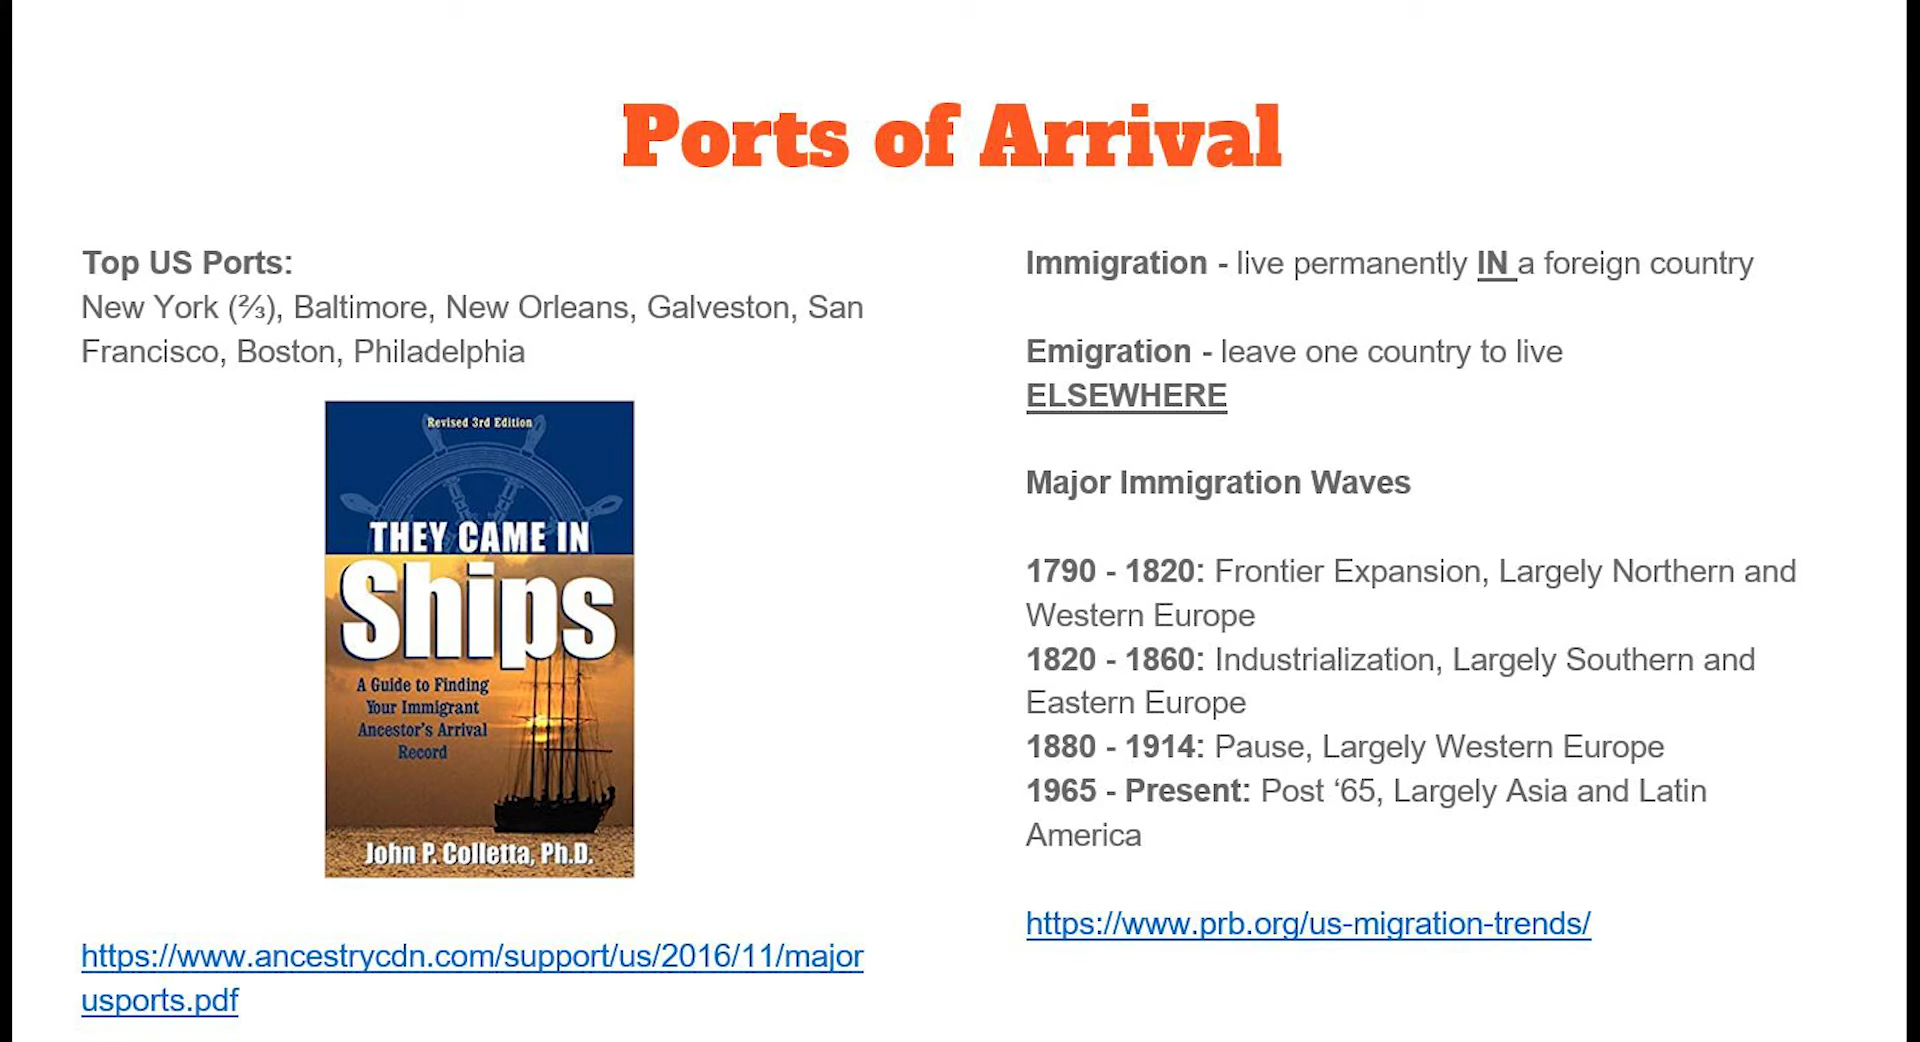 Ports of Arrival
Top US Ports:
New York (⅔), Baltimore, New Orleans, Galveston, San
Francisco, Boston, Philadelphia
Revised 3rd Edition
THEY CAME IN
Ships
A Guide to Finding
Your Immigrant
Ancestor's Arrival
Record
John P. Colletta, Ph.D.
https://www.ancestrycdn.com/support/us/2016/11/major
usports.pdf
Immigration - live permanently IN a foreign country
Emigration - leave one country to live
ELSEWHERE
Major Immigration Waves
1790 - 1820: Frontier Expansion, Largely Northern and
Western Europe
1820 - 1860: Industrialization, Largely Southern and
Eastern Europe
1880 - 1914: Pause, Largely Western Europe
1965 - Present: Post ‘65, Largely Asia and Latin
America
https://www.prb.org/us-migration-trends/